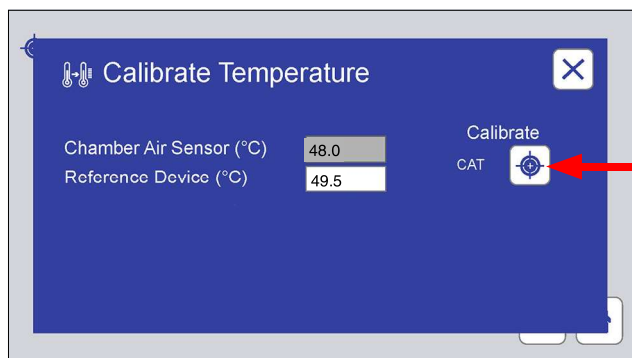 Calibrate Temperature
Calibrate
Chamber Air Sensor (°C) 48.0
CAT
Reference Device (°C) 49.5